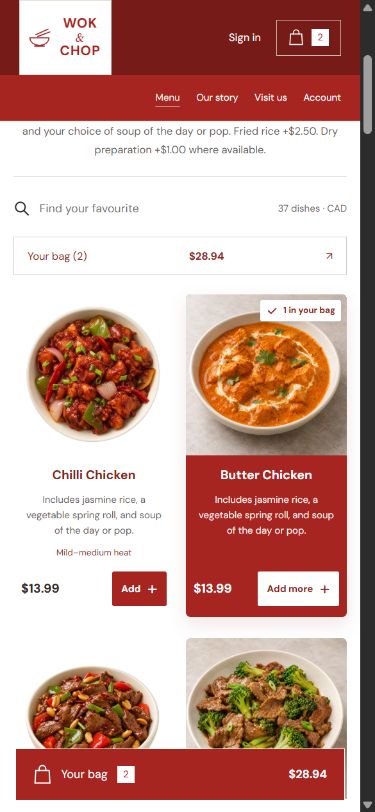 WOK
&
CHOP
Sign in
2
Menu Our story Visit us Account
and your choice of soup of the day or pop. Fried rice +$2.50. Dry
preparation +$1.00 where available.
Find your favourite
37 dishes · CAD
Your bag (2) $28.94
1 in your bag
Chilli Chicken
Includes jasmine rice, a
vegetable spring roll, and soup
of the day or pop.
Mild–medium heat
$13.99 Add +
Butter Chicken
Includes jasmine rice, a
vegetable spring roll, and soup
of the day or pop.
$13.99 Add more +
Your bag 2 $28.94